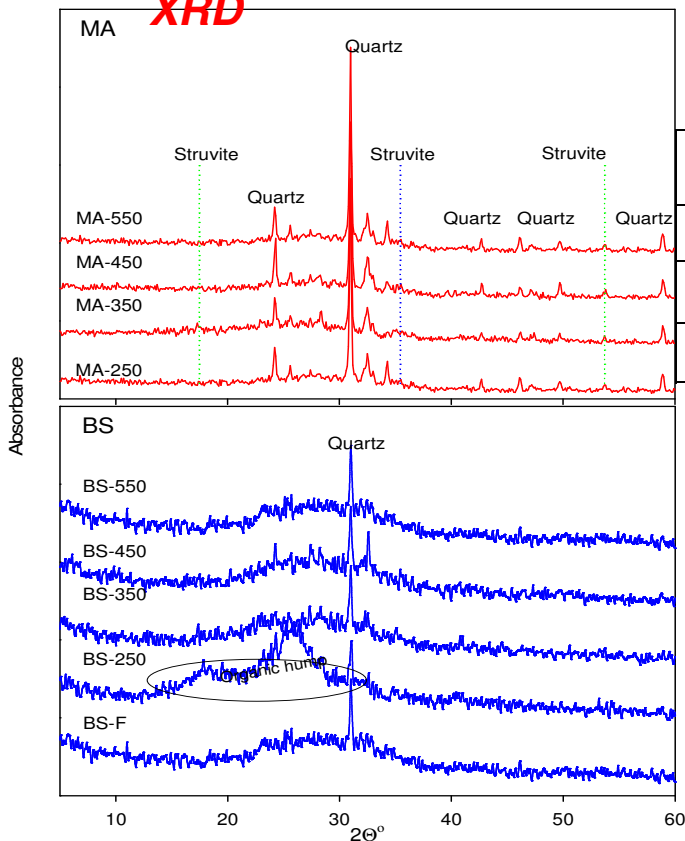 XRD
MA
Quartz
Struvite
Struvite
Struvite
Quartz
Quartz
Quartz
Quartz
MA-550
MA-450
MA-350
MA-250
Absorbance
BS
Quartz
BS-550
BS-450
BS-350
BS-250
Organic hump
BS-F
10
20
30
40
50
60
2Θº